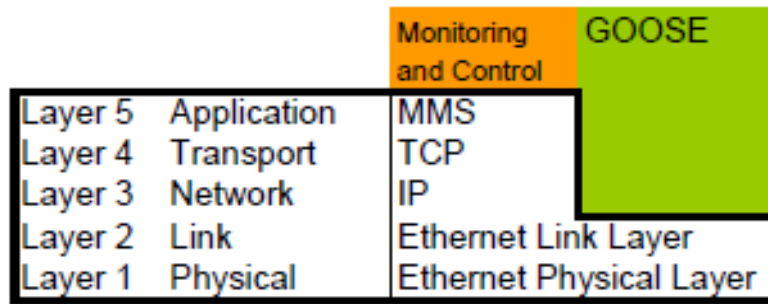 Monitoring and Control
GOOSE
Layer 5 Application MMS
Layer 4 Transport TCP
Layer 3 Network IP
Layer 2 Link Ethernet Link Layer
Layer 1 Physical Ethernet Physical Layer